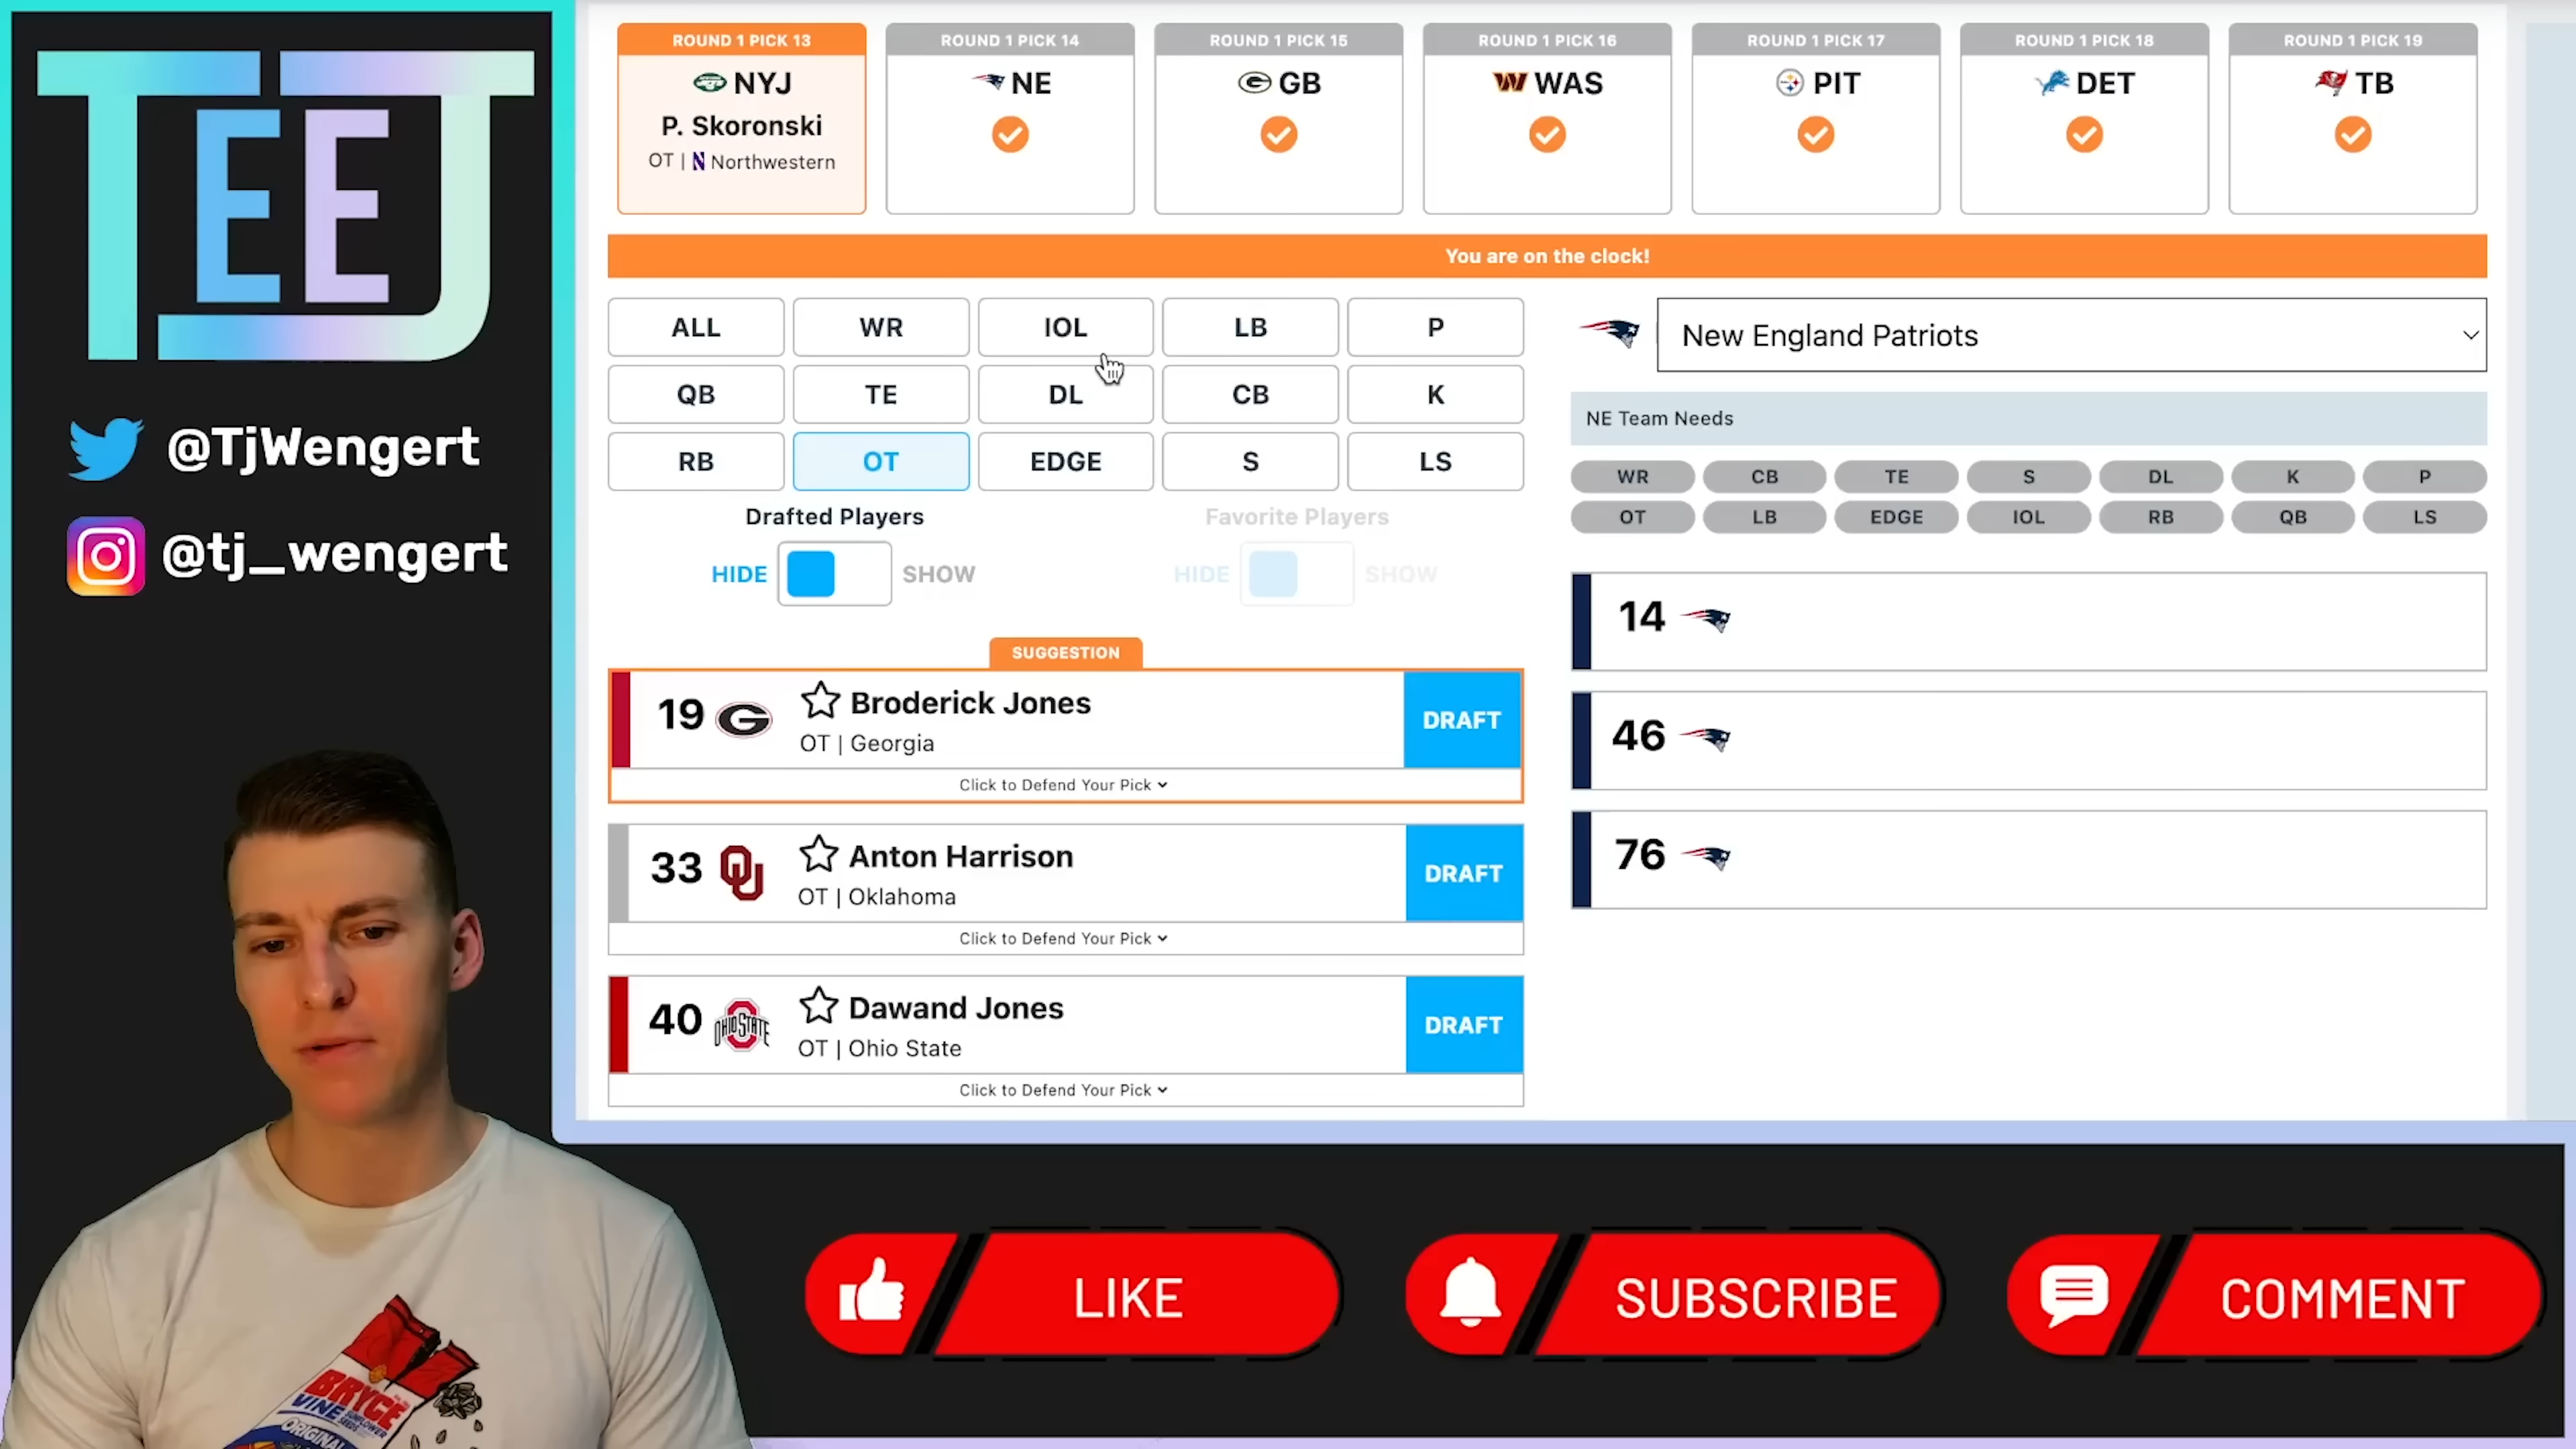 TEEJ
@TjWengert
@tj_wengert
ROUND 1 PICK 13
NYJ
P. Skoronski
OT | Northwestern
ROUND 1 PICK 14
NE
ROUND 1 PICK 15
GB
ROUND 1 PICK 16
WAS
ROUND 1 PICK 17
PIT
ROUND 1 PICK 18
DET
ROUND 1 PICK 19
TB
You are on the clock!
ALL WR IOL LB P
QB TE DL CB K
RB OT EDGE S LS
Drafted Players
HIDE SHOW
Favorite Players
HIDE SHOW
SUGGESTION
19 Broderick Jones
OT | Georgia
DRAFT
Click to Defend Your Pick
33 Anton Harrison
OT | Oklahoma
DRAFT
Click to Defend Your Pick
40 OHIO STATE Dawand Jones
OT | Ohio State
DRAFT
Click to Defend Your Pick
New England Patriots
NE Team Needs
WR CB TE S DL K P
OT LB EDGE IOL RB QB LS
14
46
76
BRYCE
VINE
ORIGINAL
LIKE
SUBSCRIBE
COMMENT